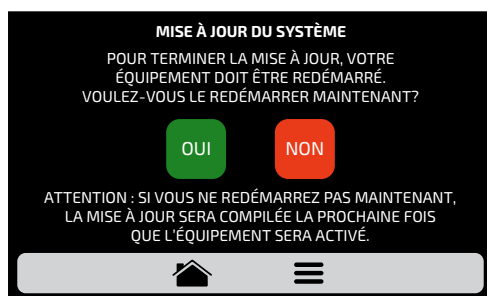 MISE À JOUR DU SYSTÈME
POUR TERMINER LA MISE À JOUR, VOTRE
ÉQUIPEMENT DOIT ÊTRE REDÉMARRÉ.
VOULEZ-VOUS LE REDÉMARRER MAINTENANT?
OUI
NON
ATTENTION : SI VOUS NE REDÉMARREZ PAS MAINTENANT,
LA MISE À JOUR SERA COMPILÉE LA PROCHAINE FOIS
QUE L'ÉQUIPEMENT SERA ACTIVÉ.